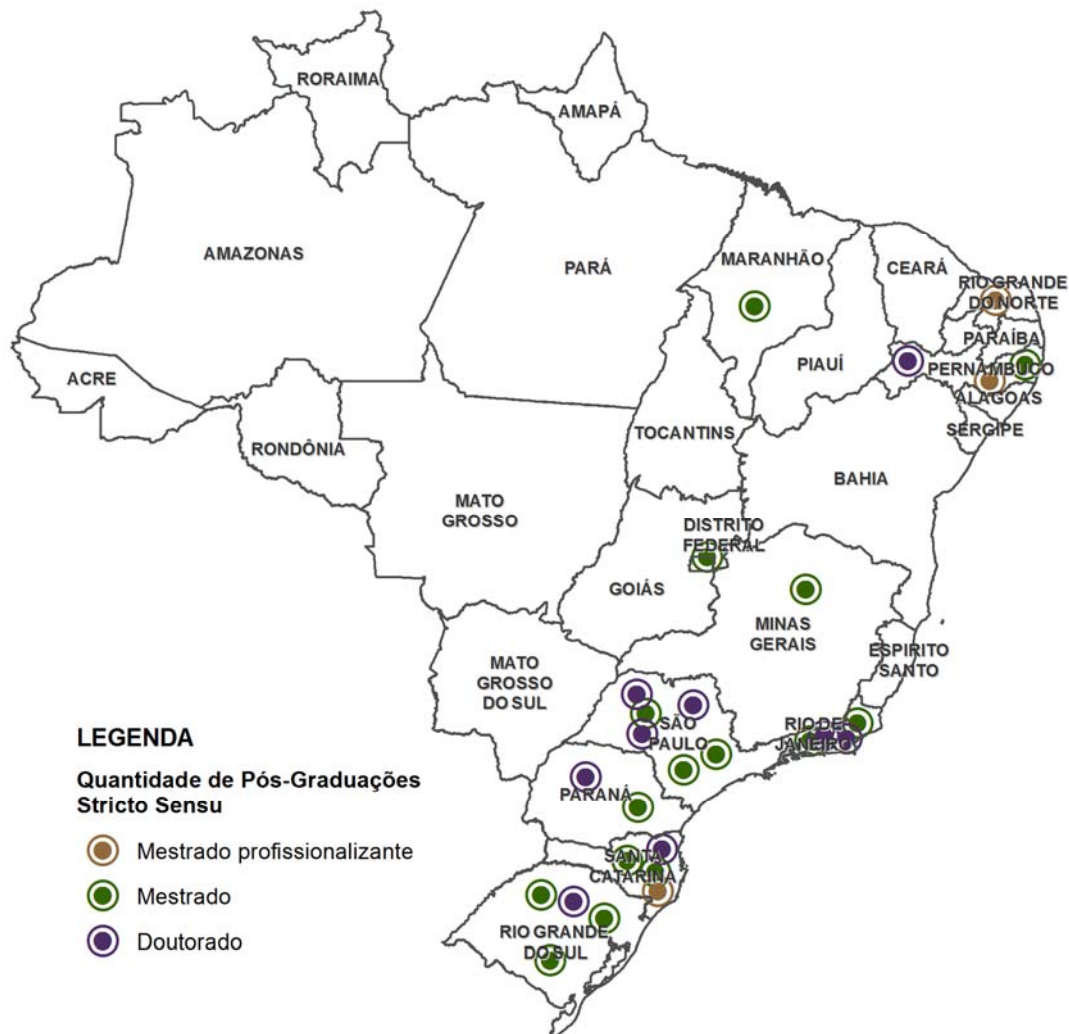 RORAIMA
AMAPÁ
AMAZONAS
PARÁ
MARANHÃO
CEARÁ
RIO GRANDE
DO NORTE
PARAÍBA
PIAUÍ
PERNAMBUCO
ACRE
ALAGOAS
SERGIPE
TOCANTINS
RONDÔNIA
BAHIA
MATO
GROSSO
DISTRITO
FEDERAL
GOIÁS
MINAS
GERAIS
ESPIRITO
SANTO
MATO
GROSSO
DO SUL
SÃO
PAULO
RIO DE
JANEIRO
PARANÁ
SANTA
CATARINA
RIO GRANDE
DO SUL
LEGENDA
Quantidade de Pós-Graduações
Stricto Sensu
Mestrado profissionalizante
Mestrado
Doutorado